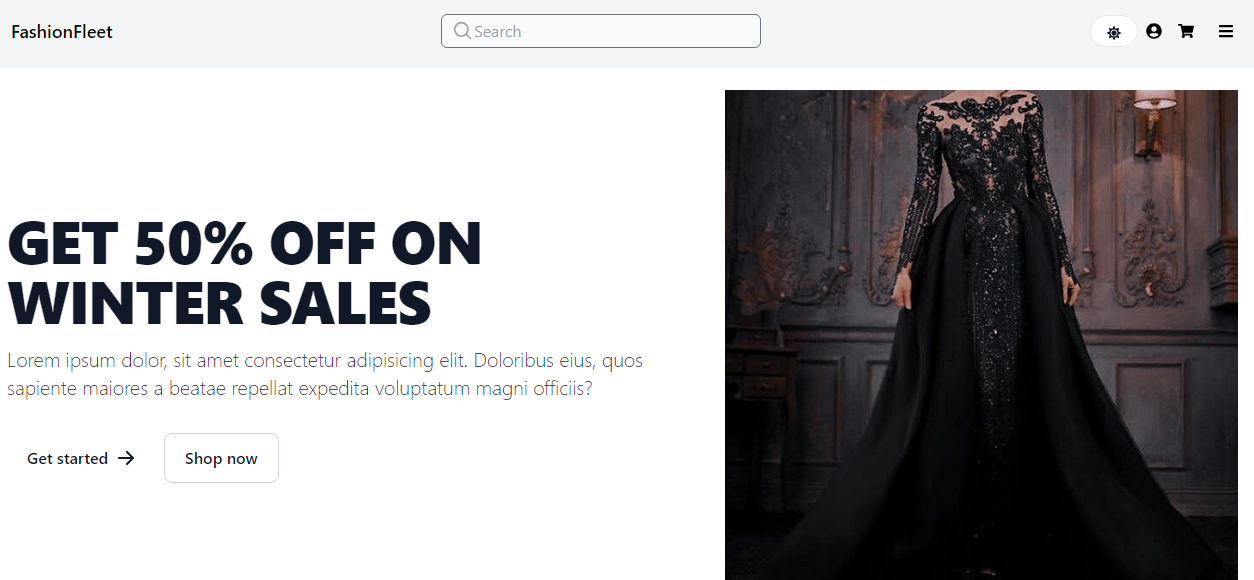 FashionFleet
Search
GET 50% OFF ON
WINTER SALES
Lorem ipsum dolor, sit amet consectetur adipisicing elit. Doloribus eius, quos
sapiente maiores a beatae repellat expedita voluptatum magni officiis?
Get started
Shop now